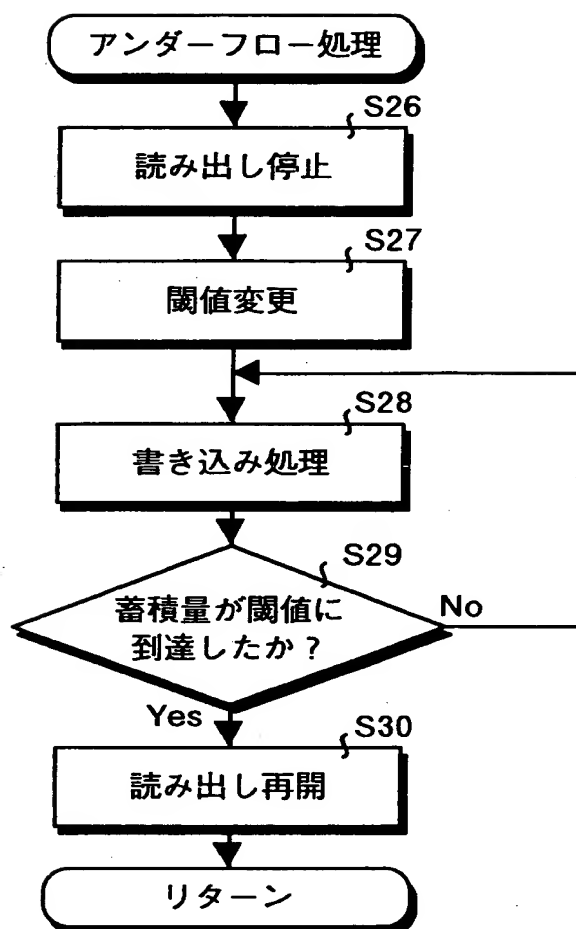 アンダーフロー処理
S26
読み出し停止
S27
閾値変更
S28
書き込み処理
S29
蓄積量が閾値に
到達したか?
No
Yes
S30
読み出し再開
リターン